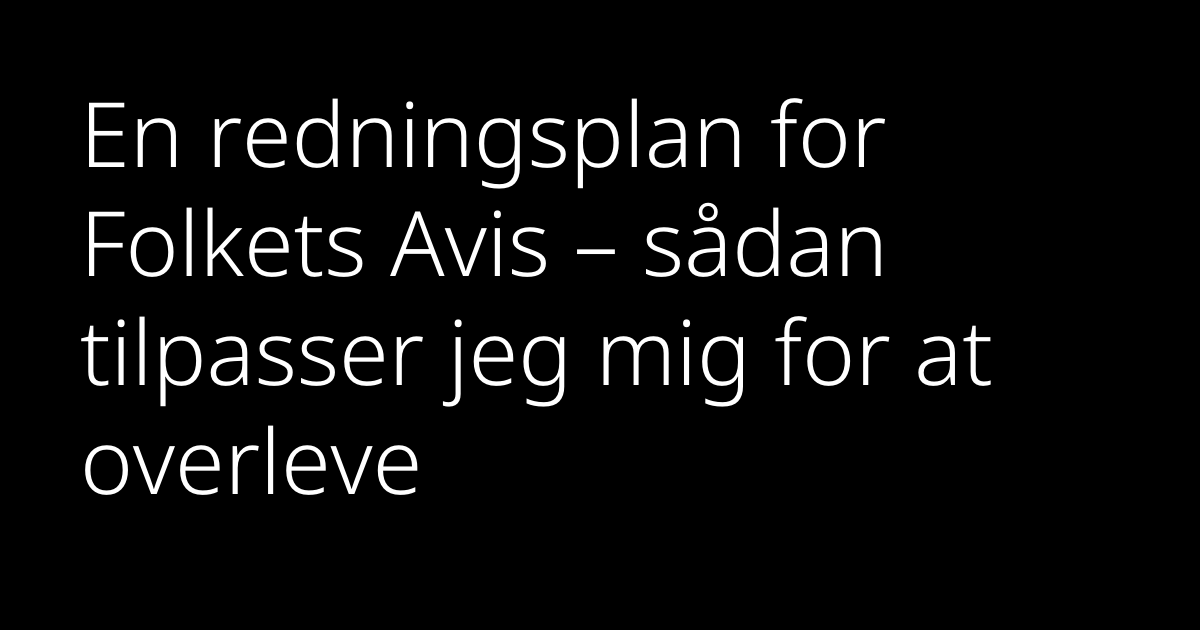 En redningsplan for
Folkets Avis – sådan
tilpasser jeg mig for at
overleve